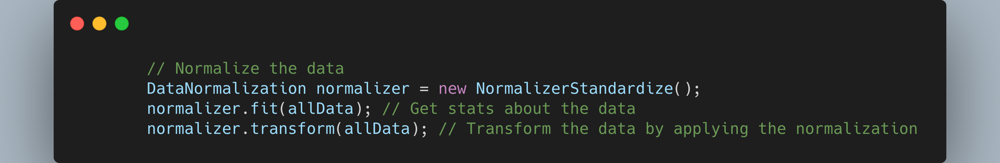 // Normalize the data
DataNormalization normalizer = new NormalizerStandardize();
normalizer.fit(allData); // Get stats about the data
normalizer.transform(allData); // Transform the data by applying the normalization